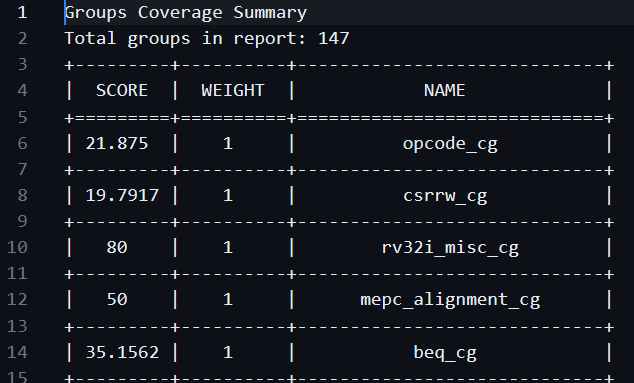 1 Groups Coverage Summary
2 Total groups in report: 147
3 +---------+----------+-----------------------------+
4 |  SCORE  |  WEIGHT  |            NAME             |
5 +=========+==========+=============================+
6 | 21.875  |    1     |          opcode_cg          |
7 +---------+----------+-----------------------------+
8 | 19.7917 |    1     |          csrrw_cg           |
9 +---------+----------+-----------------------------+
10 |   80    |    1     |        rv32i_misc_cg        |
11 +---------+----------+-----------------------------+
12 |   50    |    1     |      mepc_alignment_cg      |
13 +---------+----------+-----------------------------+
14 | 35.1562 |    1     |           beq_cg            |
15 +---------+----------+-----------------------------+